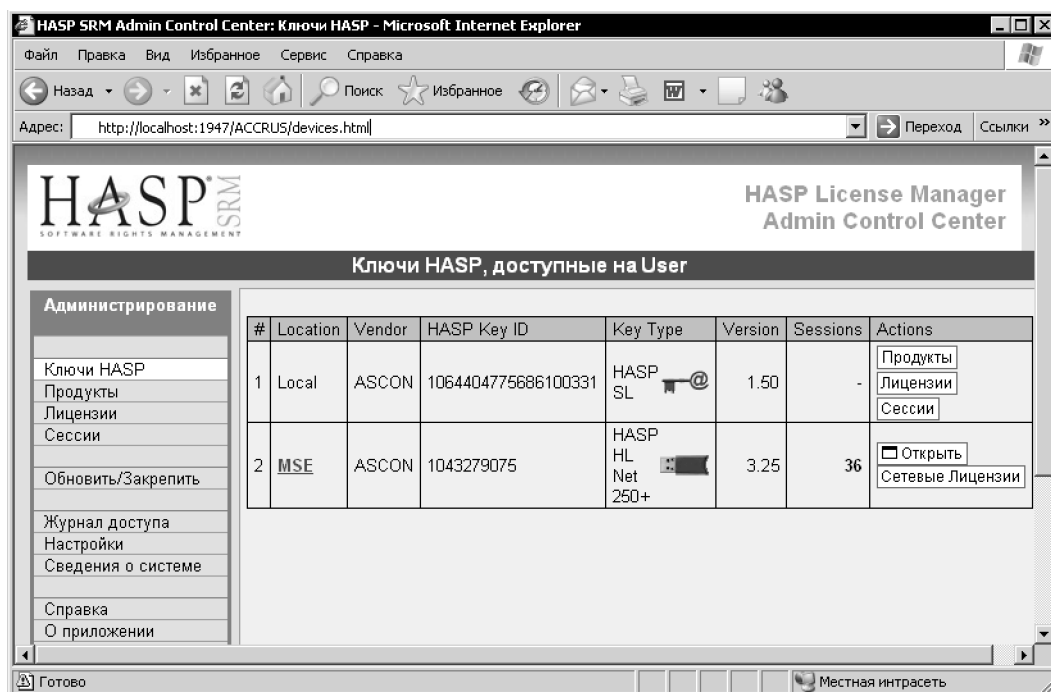 HASP SRM Admin Control Center: Ключи HASP - Microsoft Internet Explorer
Файл Правка Вид Избранное Сервис Справка
Назад Поиск Избранное
Адрес: http://localhost:1947/ACCRUS/devices.html Переход Ссылки »
HASP SRM
SOFTWARE RIGHTS MANAGEMENT
HASP License Manager
Admin Control Center
Ключи HASP, доступные на User
Администрирование
Ключи HASP
Продукты
Лицензии
Сессии
Обновить/Закрепить
Журнал доступа
Настройки
Сведения о системе
Справка
О приложении
# Location Vendor HASP Key ID Key Type Version Sessions Actions
1 Local ASCON 1064404775686100331 HASP SL 1.50 - Продукты Лицензии Сессии
2 MSE ASCON 1043279075 HASP HL Net 250+ 3.25 36 Открыть Сетевые Лицензии
Готово Местная интрасеть